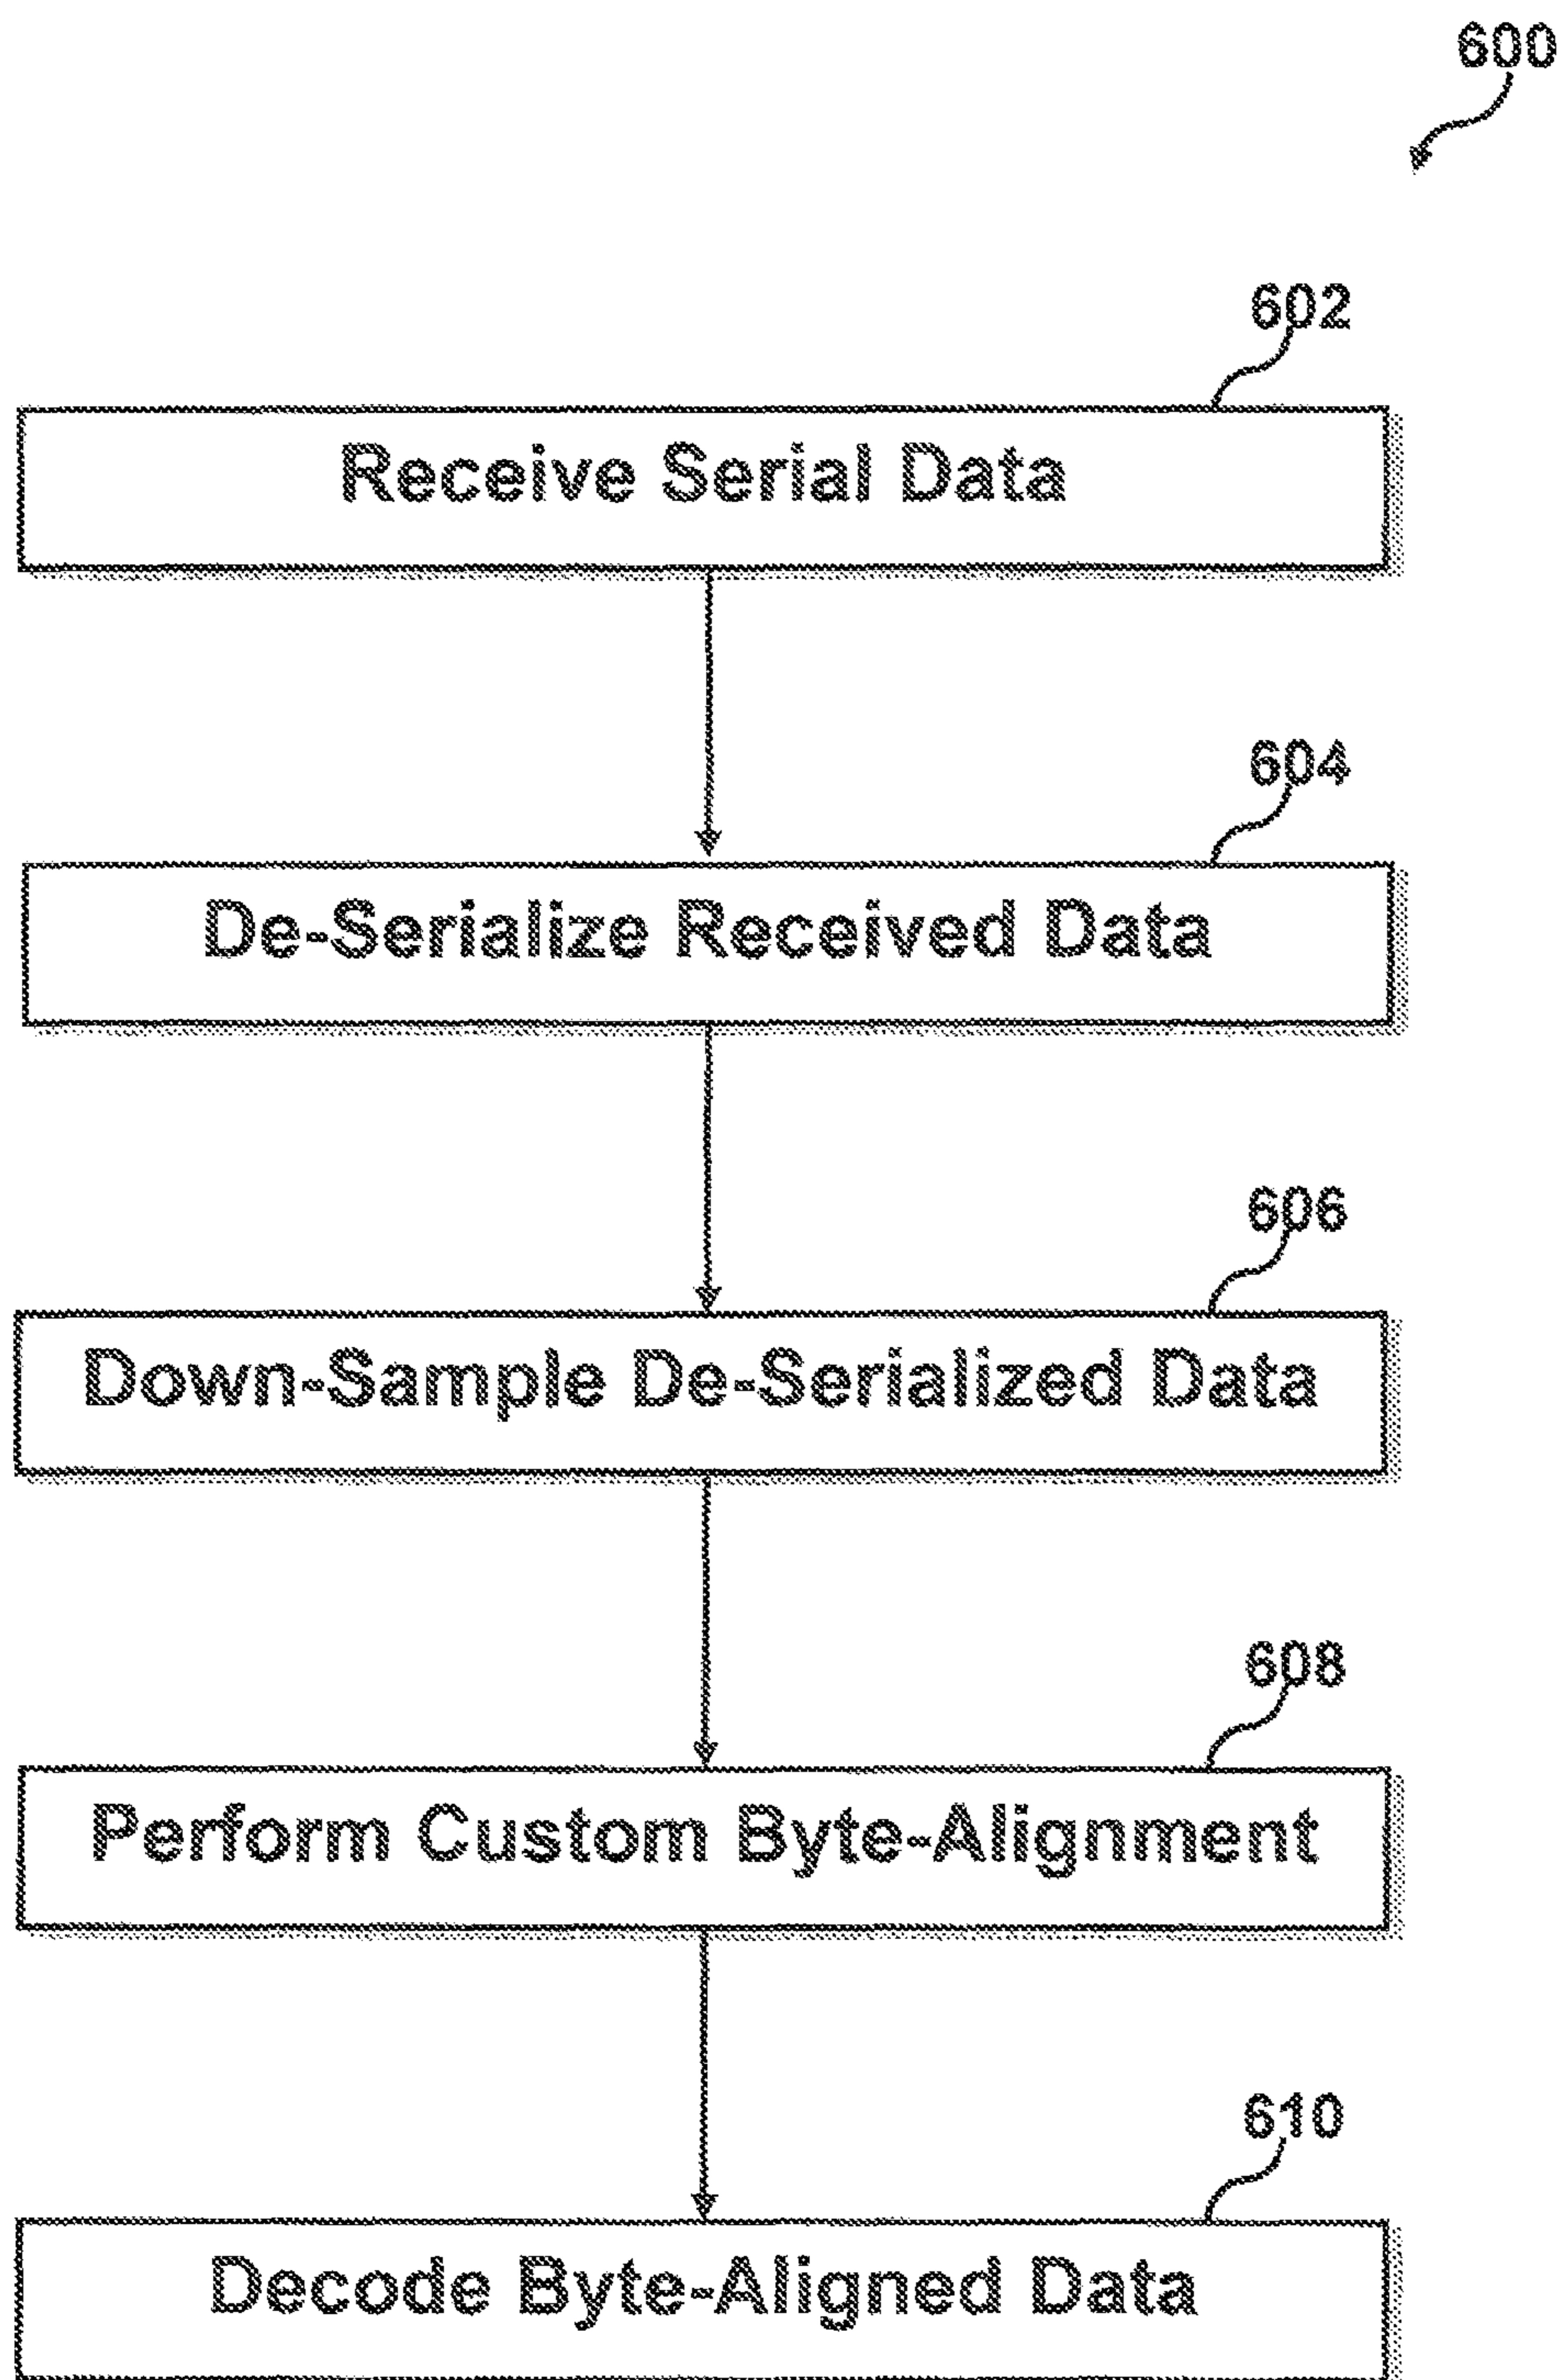 600
602
Receive Serial Data
604
De-Serialize Received Data
606
Down-Sample De-Serialized Data
608
Perform Custom Byte-Alignment
610
Decode Byte-Aligned Data